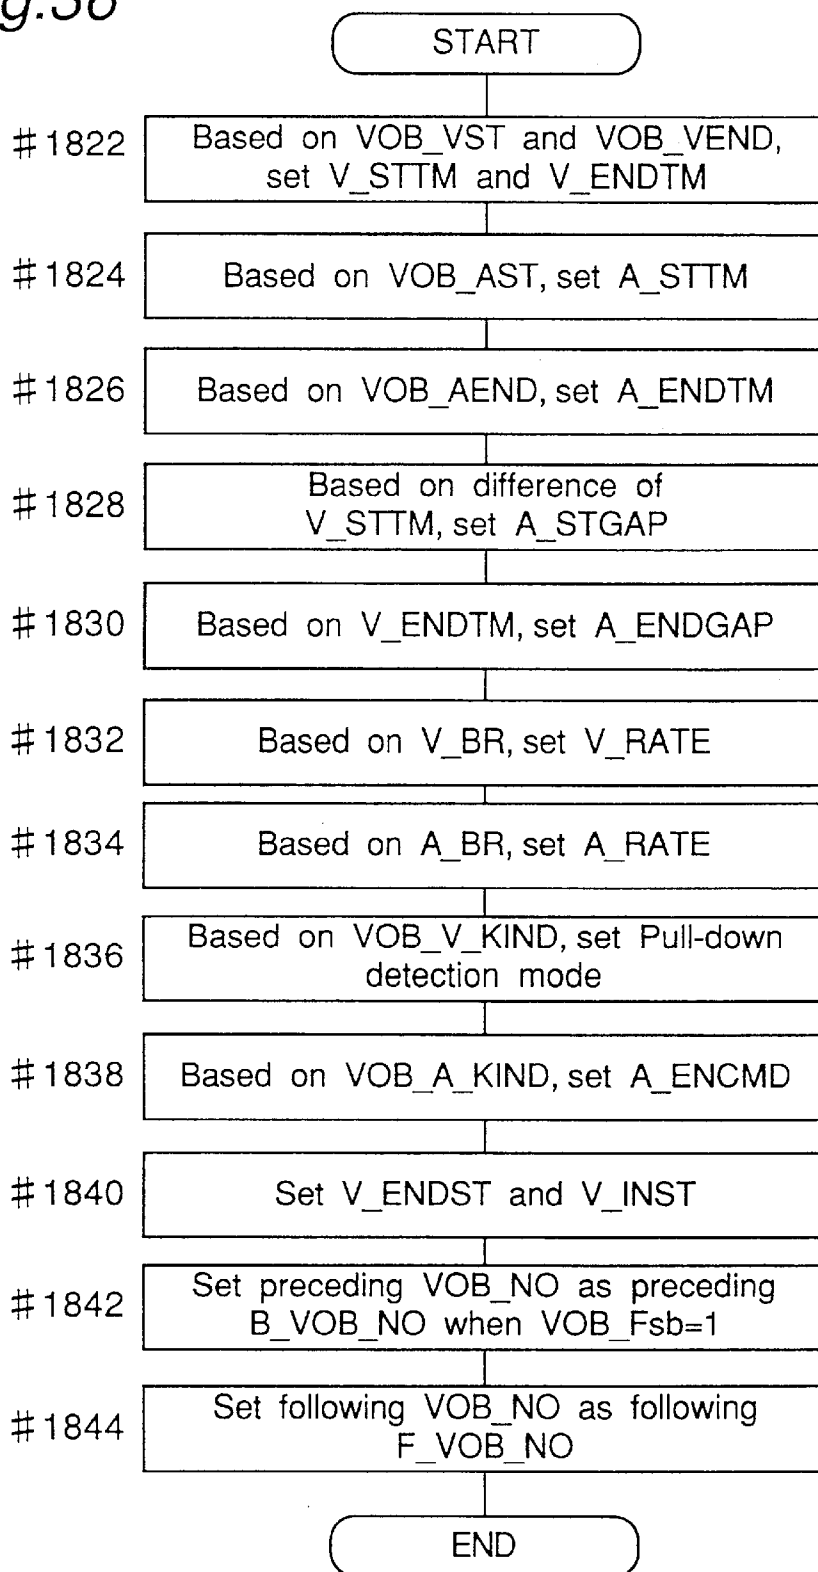 g.36
START
#1822
Based on VOB_VST and VOB_VEND,
set V_STTM and V_ENDTM
#1824
Based on VOB_AST, set A_STTM
#1826
Based on VOB_AEND, set A_ENDTM
#1828
Based on difference of
V_STTM, set A_STGAP
#1830
Based on V_ENDTM, set A_ENDGAP
#1832
Based on V_BR, set V_RATE
#1834
Based on A_BR, set A_RATE
#1836
Based on VOB_V_KIND, set Pull-down
detection mode
#1838
Based on VOB_A_KIND, set A_ENCMD
#1840
Set V_ENDST and V_INST
#1842
Set preceding VOB_NO as preceding
B_VOB_NO when VOB_Fsb=1
#1844
Set following VOB_NO as following
F_VOB_NO
END